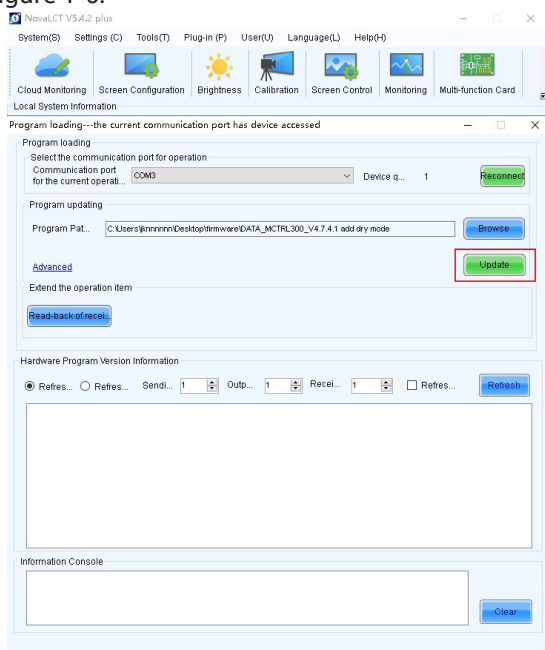 igure 1-6.
NovaLCT V5.4.2 plus
System(S) Settings (C) Tools(T) Plug-in (P) User(U) Language(L) Help(H)
Cloud Monitoring Screen Configuration Brightness Calibration Screen Control Monitoring Multi-function Card
Local System Information
Program loading---the current communication port has device accessed
Program loading
Select the communication port for operation
Communication port
for the current operati... COM3 Device q... 1 Reconnect
Program updating
Program Pat... C:\Users\jinnnnnn\Desktop\firmware\DATA_MCTRL300_V4.7.4.1 add dry mode Browse
Advanced Update
Extend the operation item
Read-back of recei...
Hardware Program Version Information
Refres... Refres... Sendi... 1 Outp... 1 Recei... 1 Refres... Refresh
Information Console
Clear